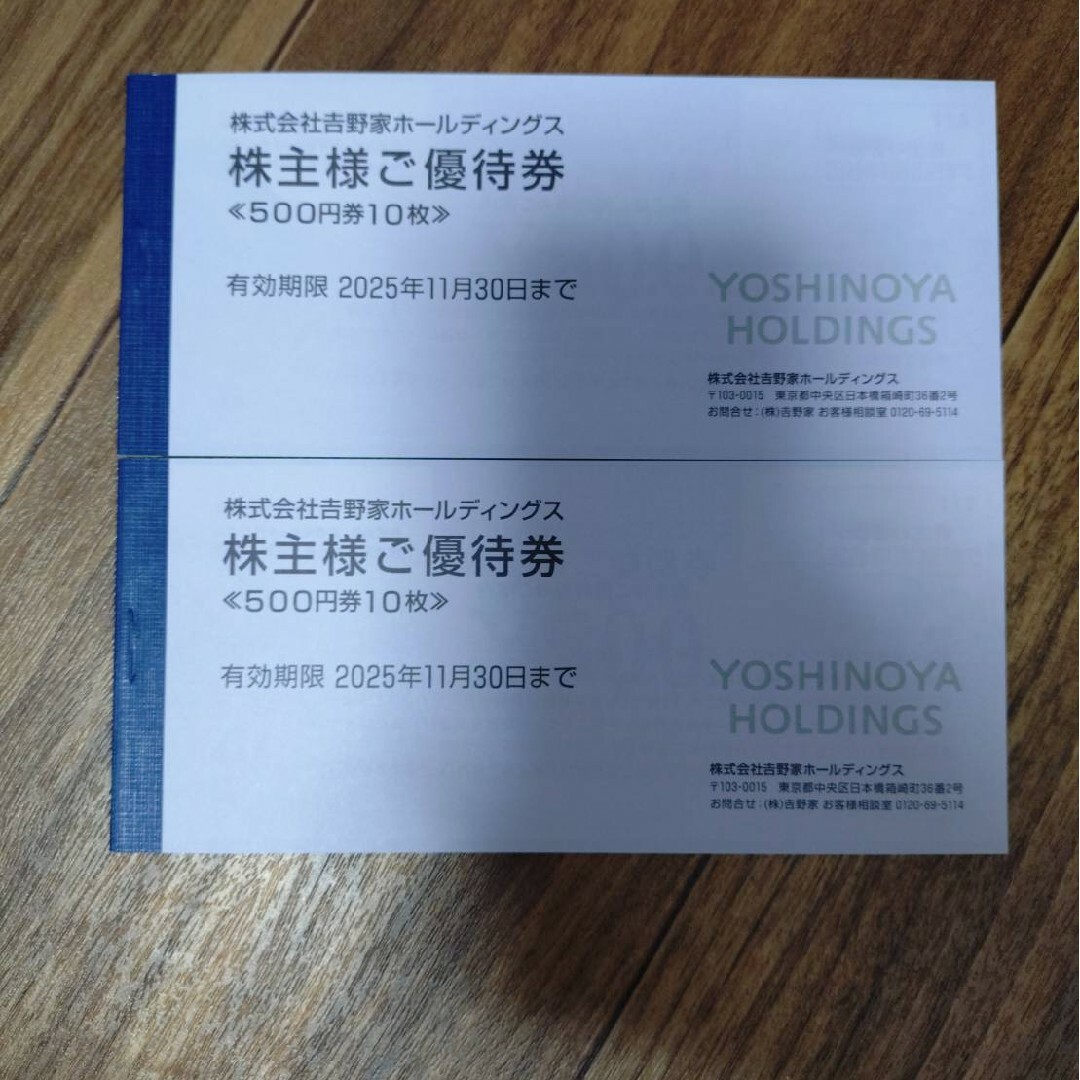 株式会社𠮷野家ホールディングス
株主様ご優待券
≪500円券10枚≫
有効期限 2025年11月30日まで
YOSHINOYA
HOLDINGS
株式会社𠮷野家ホールディングス
〒103-0015 東京都中央区日本橋箱崎町36番2号
お問合せ：(株)𠮷野家 お客様相談室 0120-69-5114
株式会社𠮷野家ホールディングス
株主様ご優待券
≪500円券10枚≫
有効期限 2025年11月30日まで
YOSHINOYA
HOLDINGS
株式会社𠮷野家ホールディングス
〒103-0015 東京都中央区日本橋箱崎町36番2号
お問合せ：(株)𠮷野家 お客様相談室 0120-69-5114